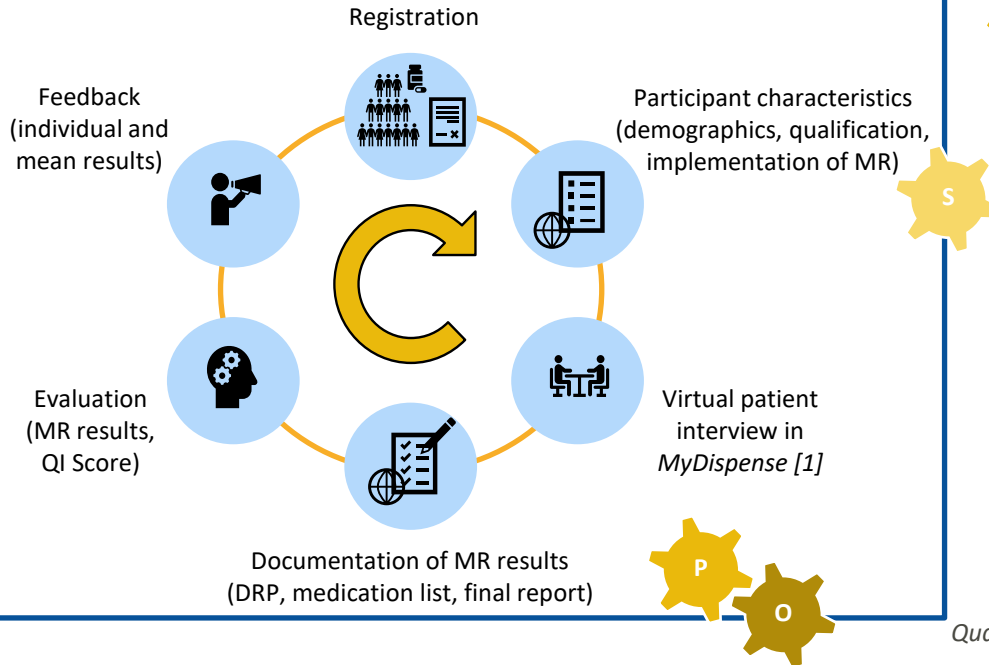 Registration
Participant characteristics
(demographics, qualification,
implementation of MR)
S
Virtual patient
interview in
MyDispense [1]
Documentation of MR results
(DRP, medication list, final report)
P
O
Evaluation
(MR results,
QI Score)
Feedback
(individual and
mean results)